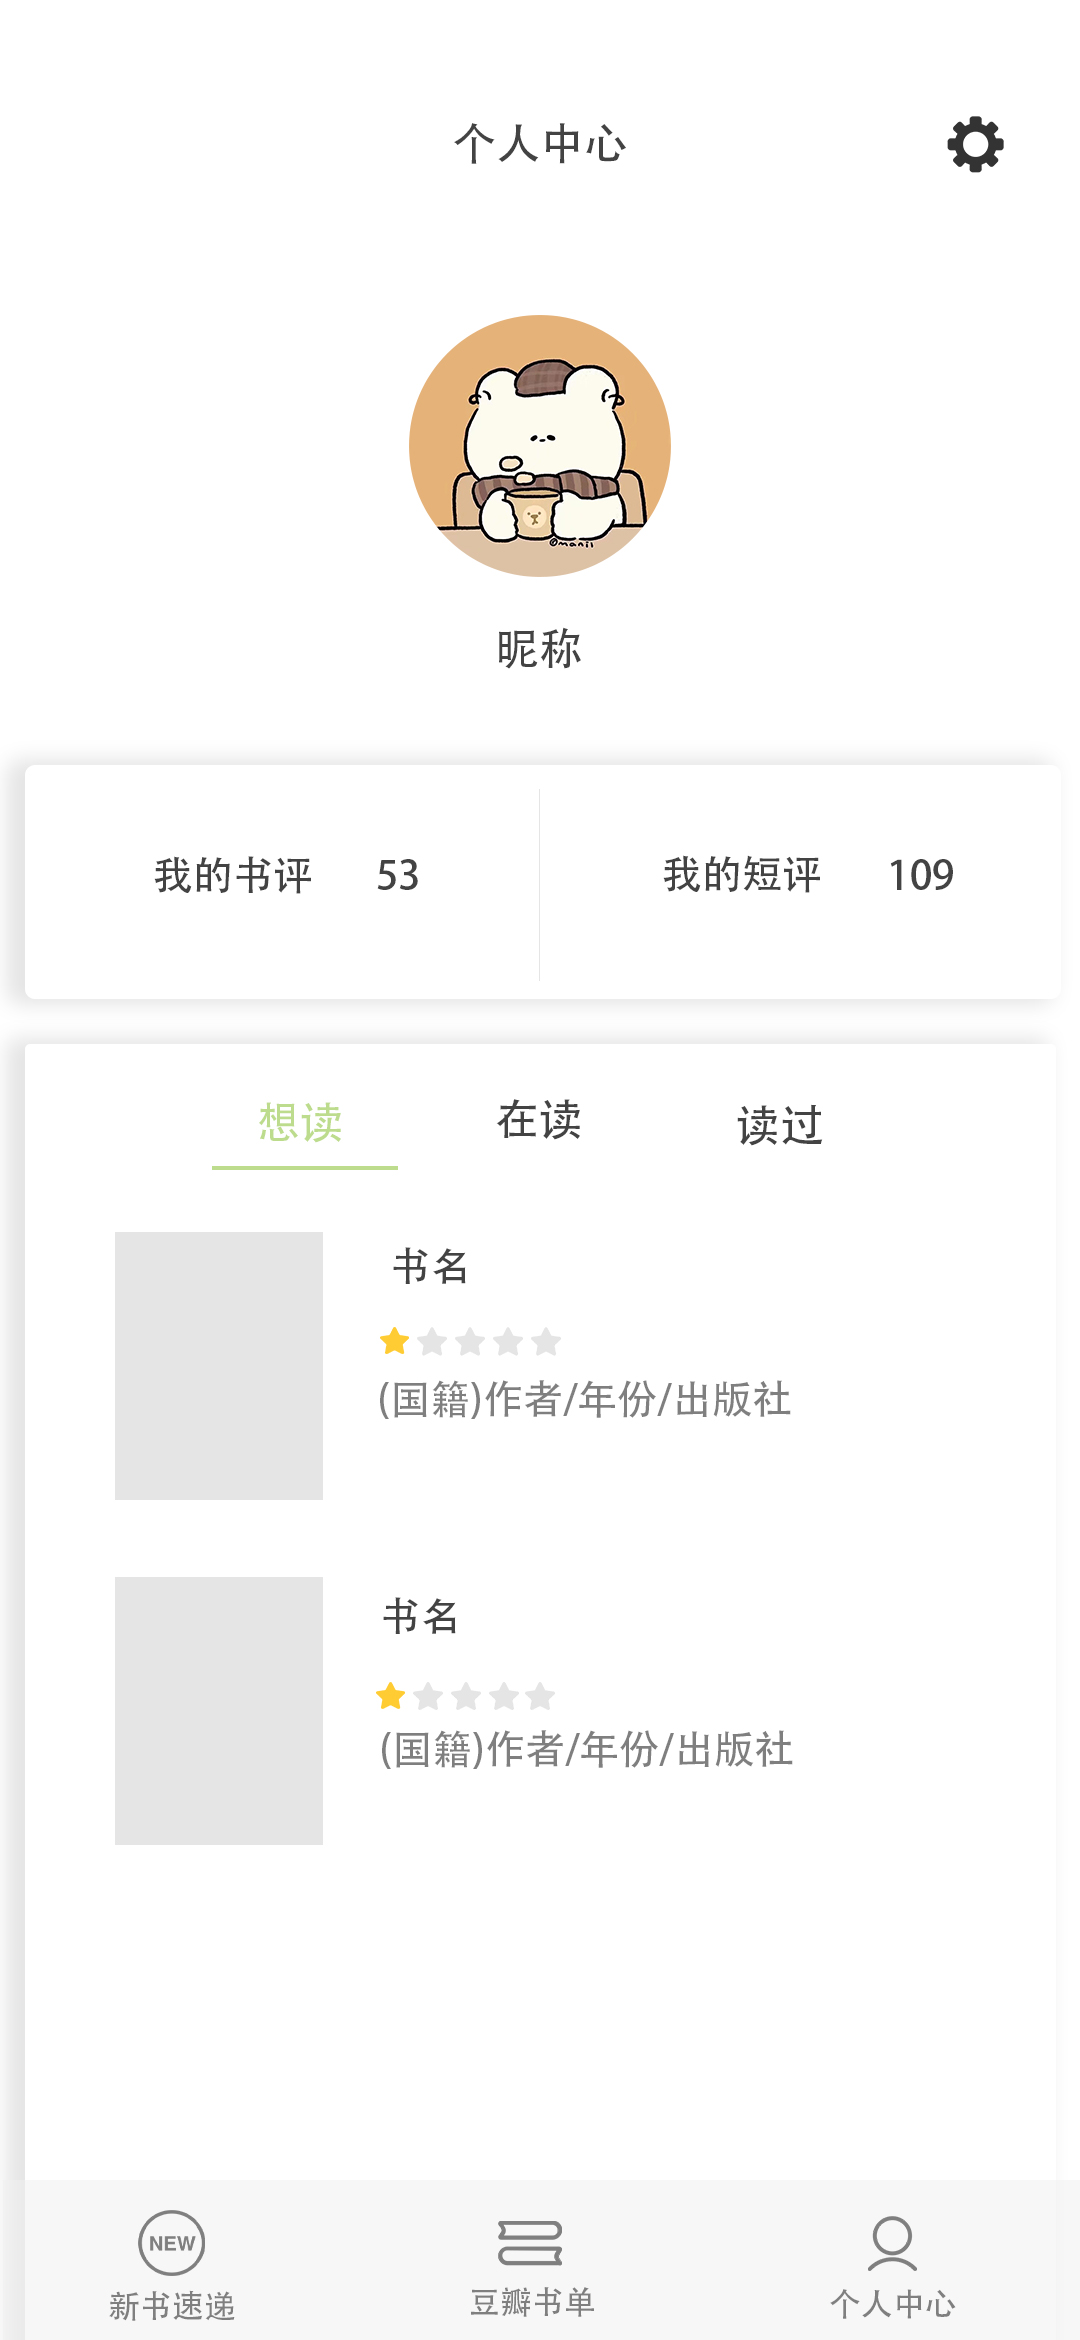 个人中心
©manii
昵称
我的书评 53 我的短评 109
想读 在读 读过
书名
(国籍)作者/年份/出版社
书名
(国籍)作者/年份/出版社
NEW
新书速递 豆瓣书单 个人中心